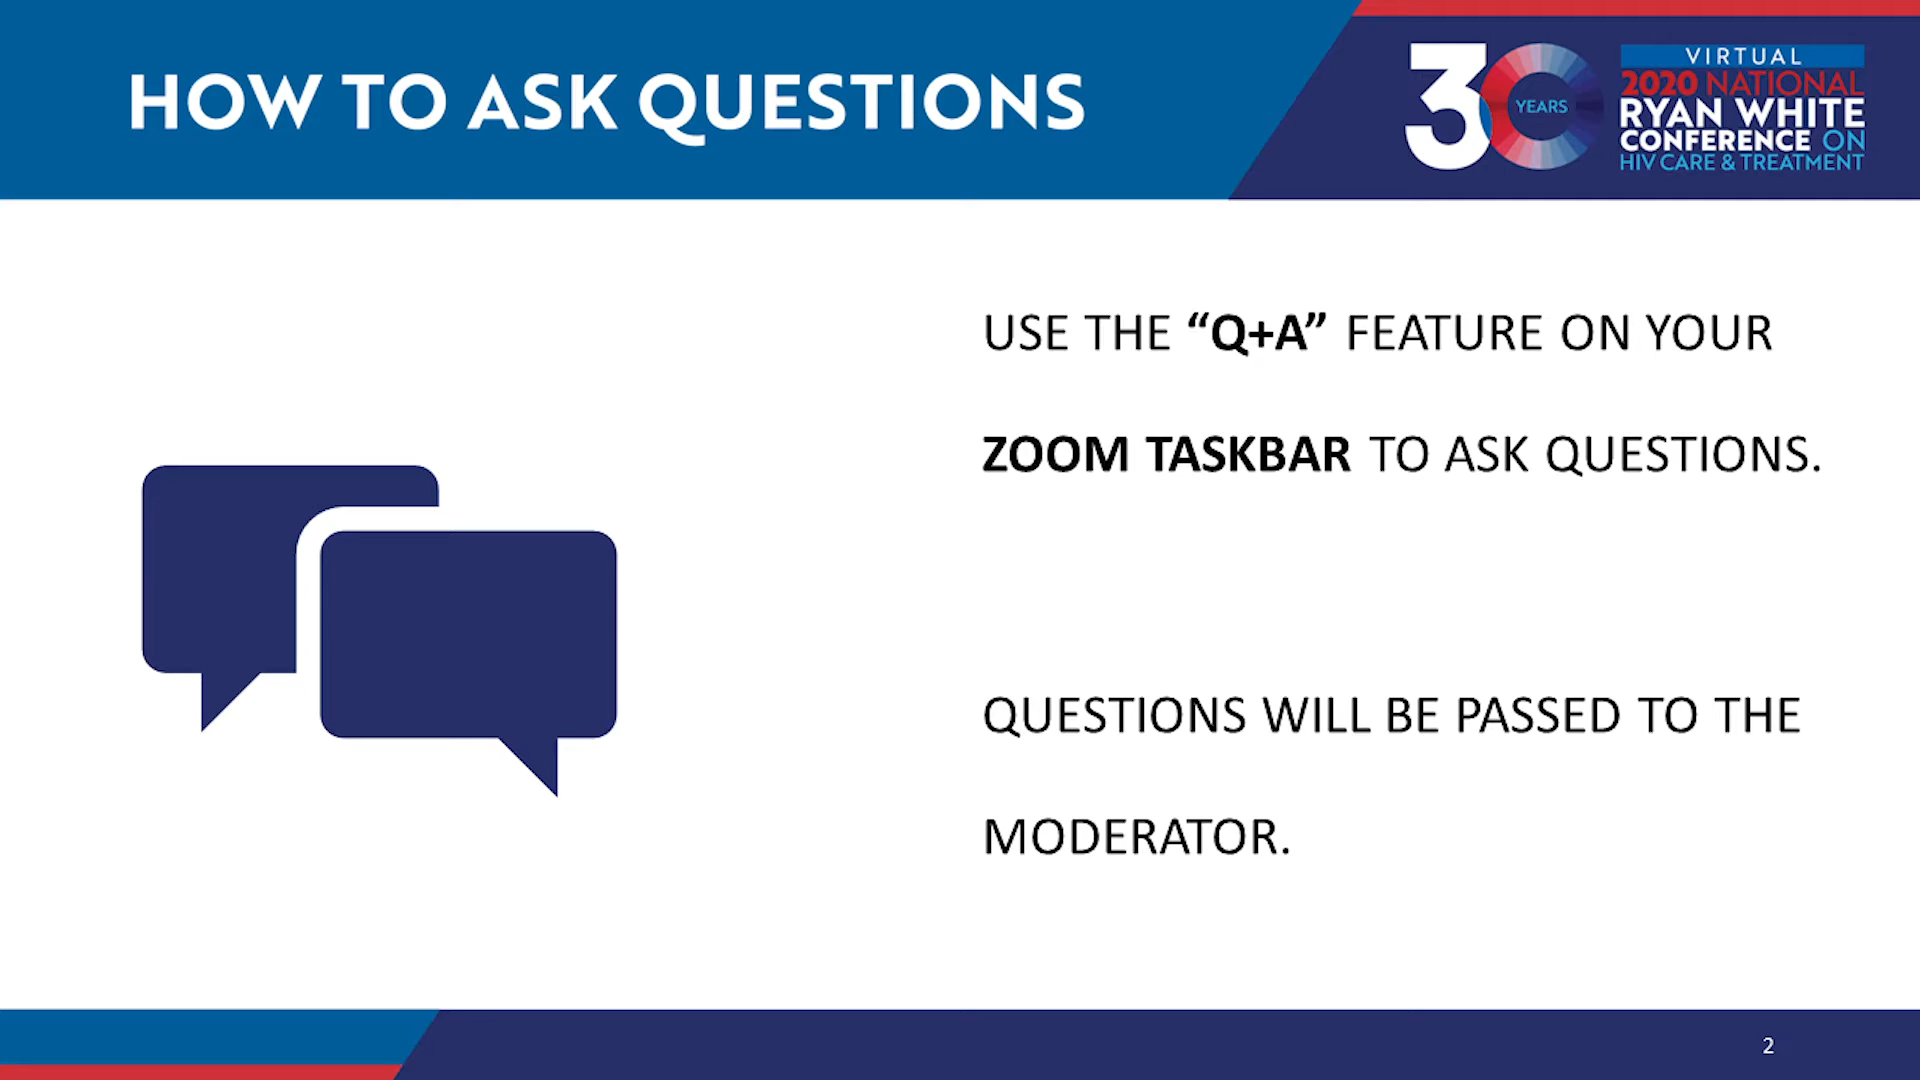 HOW TO ASK QUESTIONS
30 YEARS
VIRTUAL
2020 NATIONAL
RYAN WHITE
CONFERENCE ON
HIV CARE & TREATMENT
USE THE “Q+A” FEATURE ON YOUR
ZOOM TASKBAR TO ASK QUESTIONS.
QUESTIONS WILL BE PASSED TO THE
MODERATOR.
2